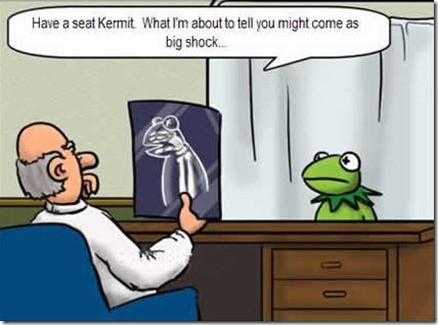 Have a seat Kermit.  What I'm about to tell you might come as
big shock...